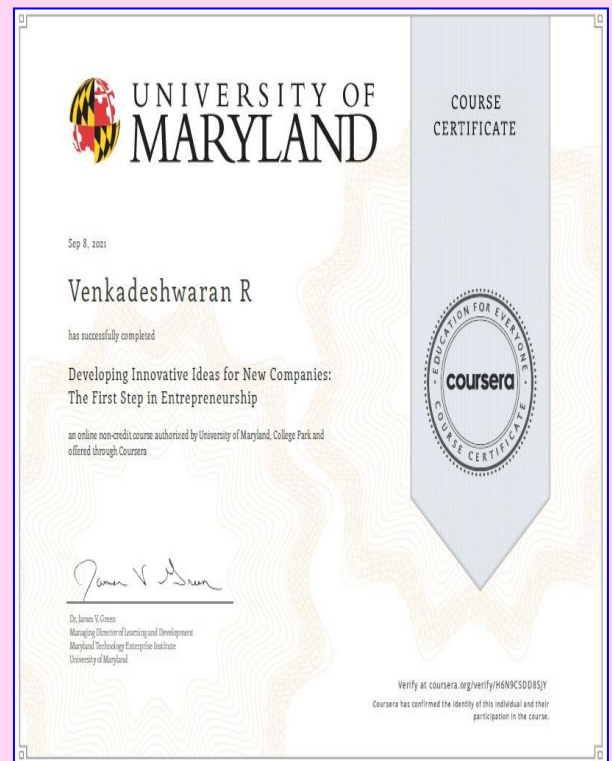 UNIVERSITY OF
MARYLAND
COURSE
CERTIFICATE
Sep 8, 2021
Venkadeshwaran R
has successfully completed
Developing Innovative Ideas for New Companies:
The First Step in Entrepreneurship
an online non-credit course authorized by University of Maryland, College Park and
offered through Coursera
EDUCATION FOR EVERYONE
coursera
COURSE CERTIFICATE
James V Green
Dr. James V. Green
Managing Director of Learning and Development
Maryland Technology Enterprise Institute
University of Maryland
Verify at coursera.org/verify/H6N9CSDD8SJY
Coursera has confirmed the identity of this individual and their
participation in the course.